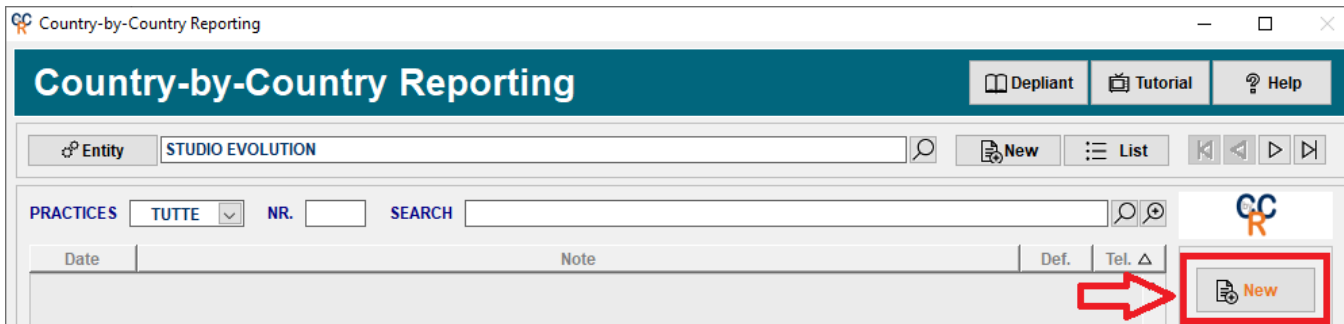 Country-by-Country Reporting
Country-by-Country Reporting Depliant Tutorial Help
Entity STUDIO EVOLUTION New List
PRACTICES TUTTE NR. SEARCH CbCR
Date Note Def. Tel.
New